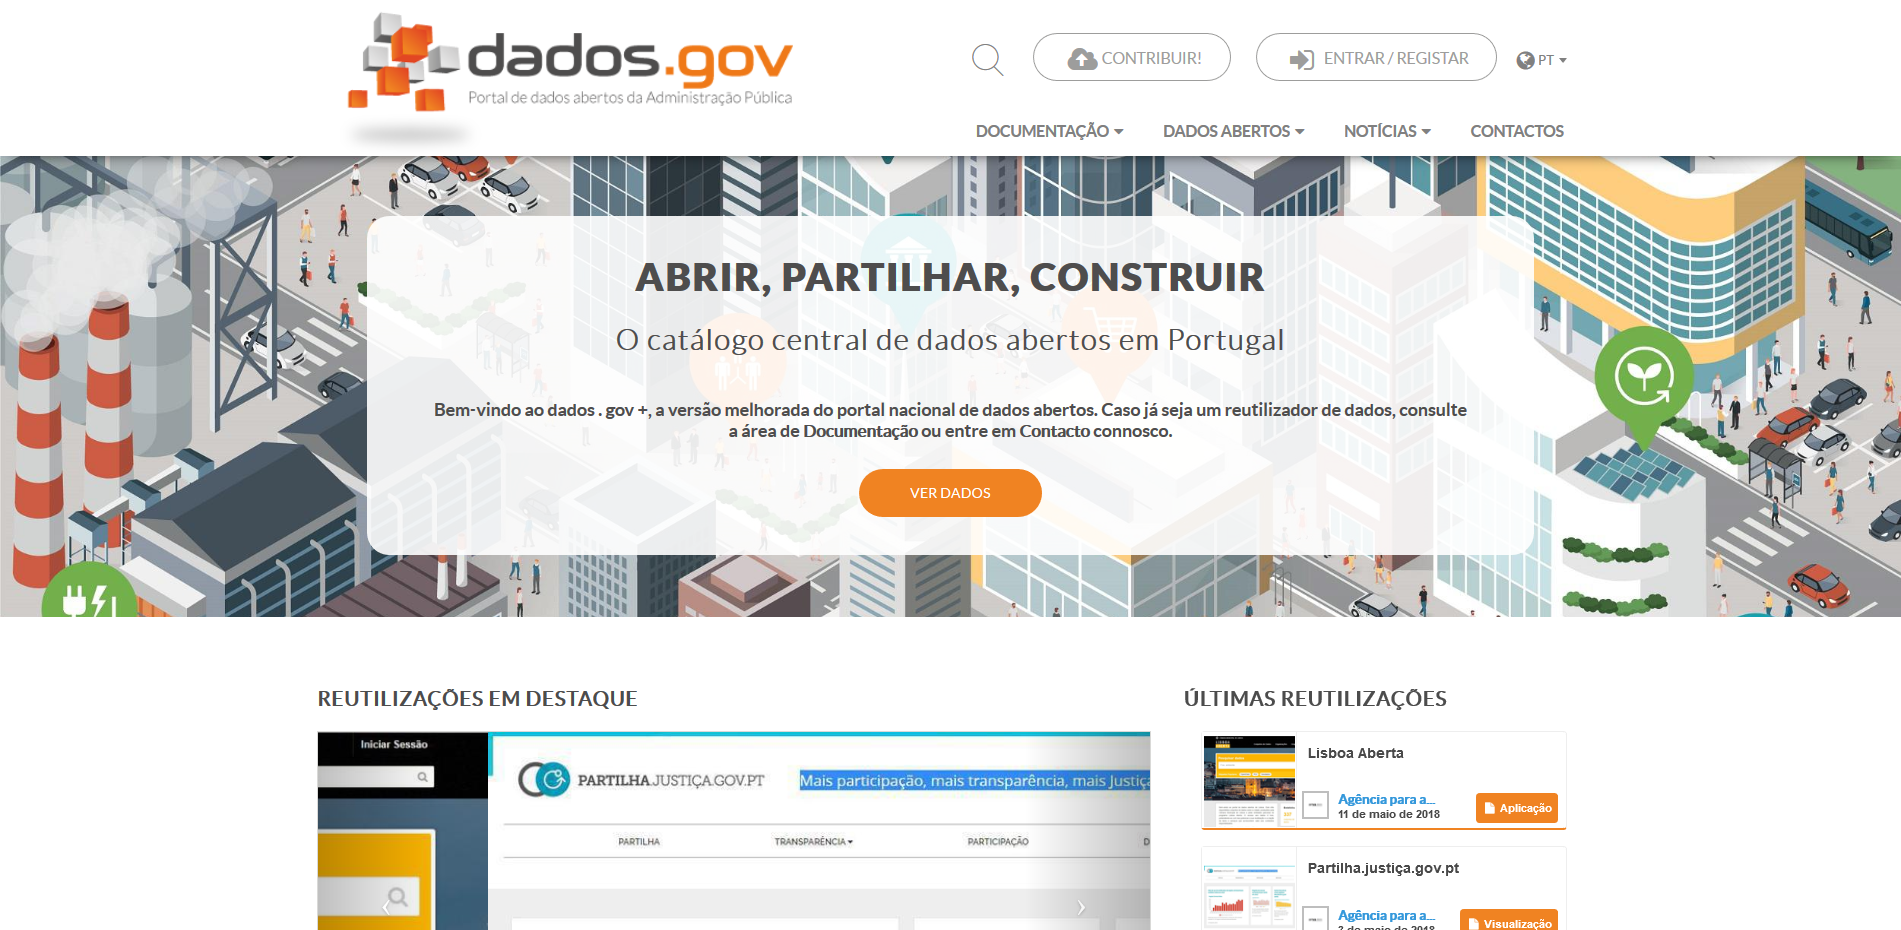 dados.gov
Portal de dados abertos da Administração Pública
CONTRIBUIR!
ENTRAR / REGISTAR
PT
DOCUMENTAÇÃO
DADOS ABERTOS
NOTÍCIAS
CONTACTOS
ABRIR, PARTILHAR, CONSTRUIR
O catálogo central de dados abertos em Portugal
Bem-vindo ao dados . gov +, a versão melhorada do portal nacional de dados abertos. Caso já seja um reutilizador de dados, consulte
a área de Documentação ou entre em Contacto connosco.
VER DADOS
REUTILIZAÇÕES EM DESTAQUE
Iniciar Sessão
PARTILHA.JUSTIÇA.GOV.PT
Mais participação, mais transparência, mais Justiça
PARTILHA
TRANSPARÊNCIA
PARTICIPAÇÃO
D
ÚLTIMAS REUTILIZAÇÕES
Lisboa Aberta
Agência para a...
11 de maio de 2018
Aplicação
Partilha.justiça.gov.pt
Agência para a...
Visualização